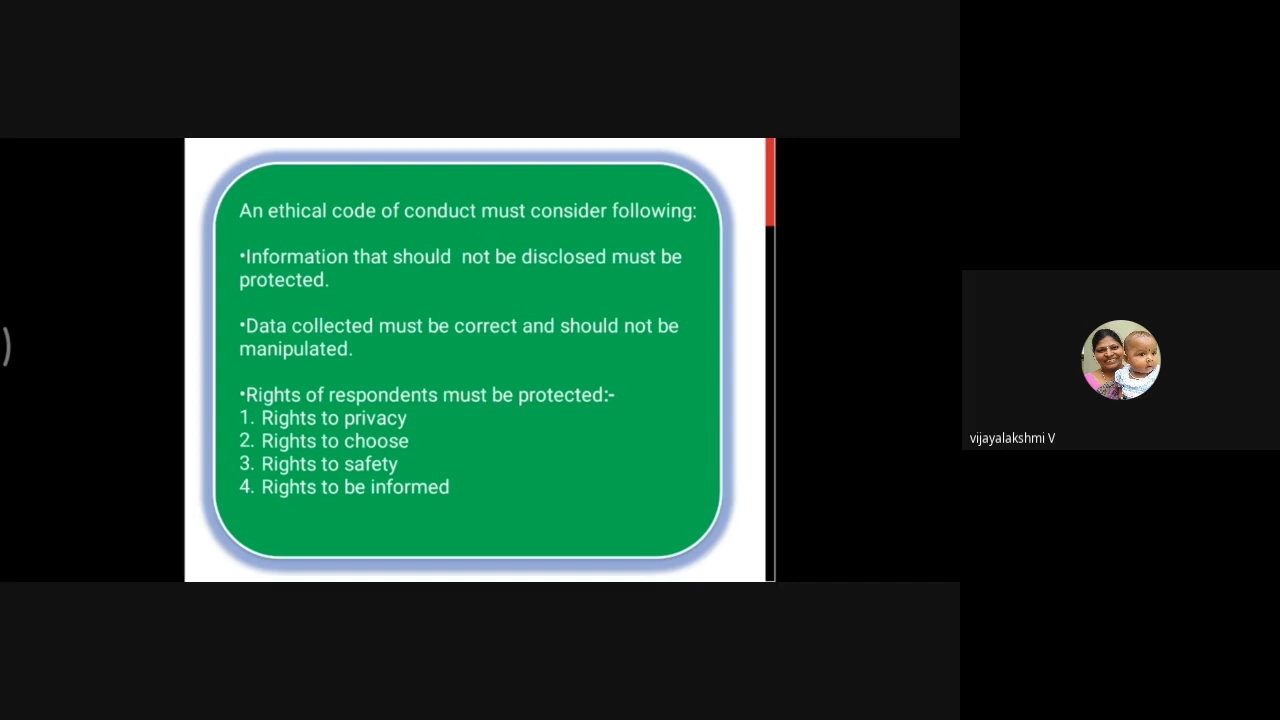 An ethical code of conduct must consider following:
•Information that should  not be disclosed must be
protected.
•Data collected must be correct and should not be
manipulated.
•Rights of respondents must be protected:-
1. Rights to privacy
2. Rights to choose
3. Rights to safety
4. Rights to be informed
vijayalakshmi V